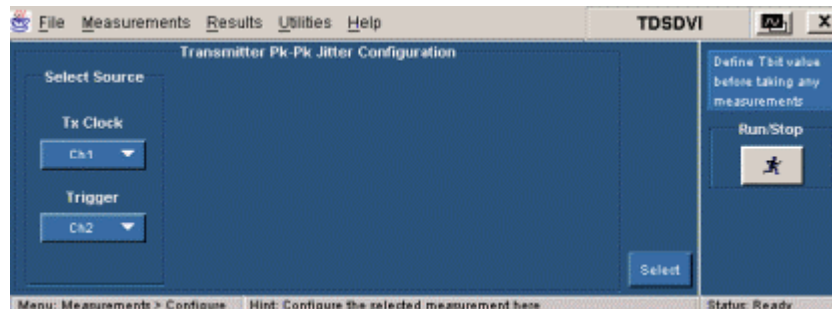 File Measurements Results Utilities Help TDSDVI X
Transmitter Pk-Pk Jitter Configuration
Select Source
Tx Clock
Ch1
Trigger
Ch2
Select
Define Tbit value
before taking any
measurements
Run/Stop
Menu: Measurements > Configure Hint: Configure the selected measurement here Status: Ready